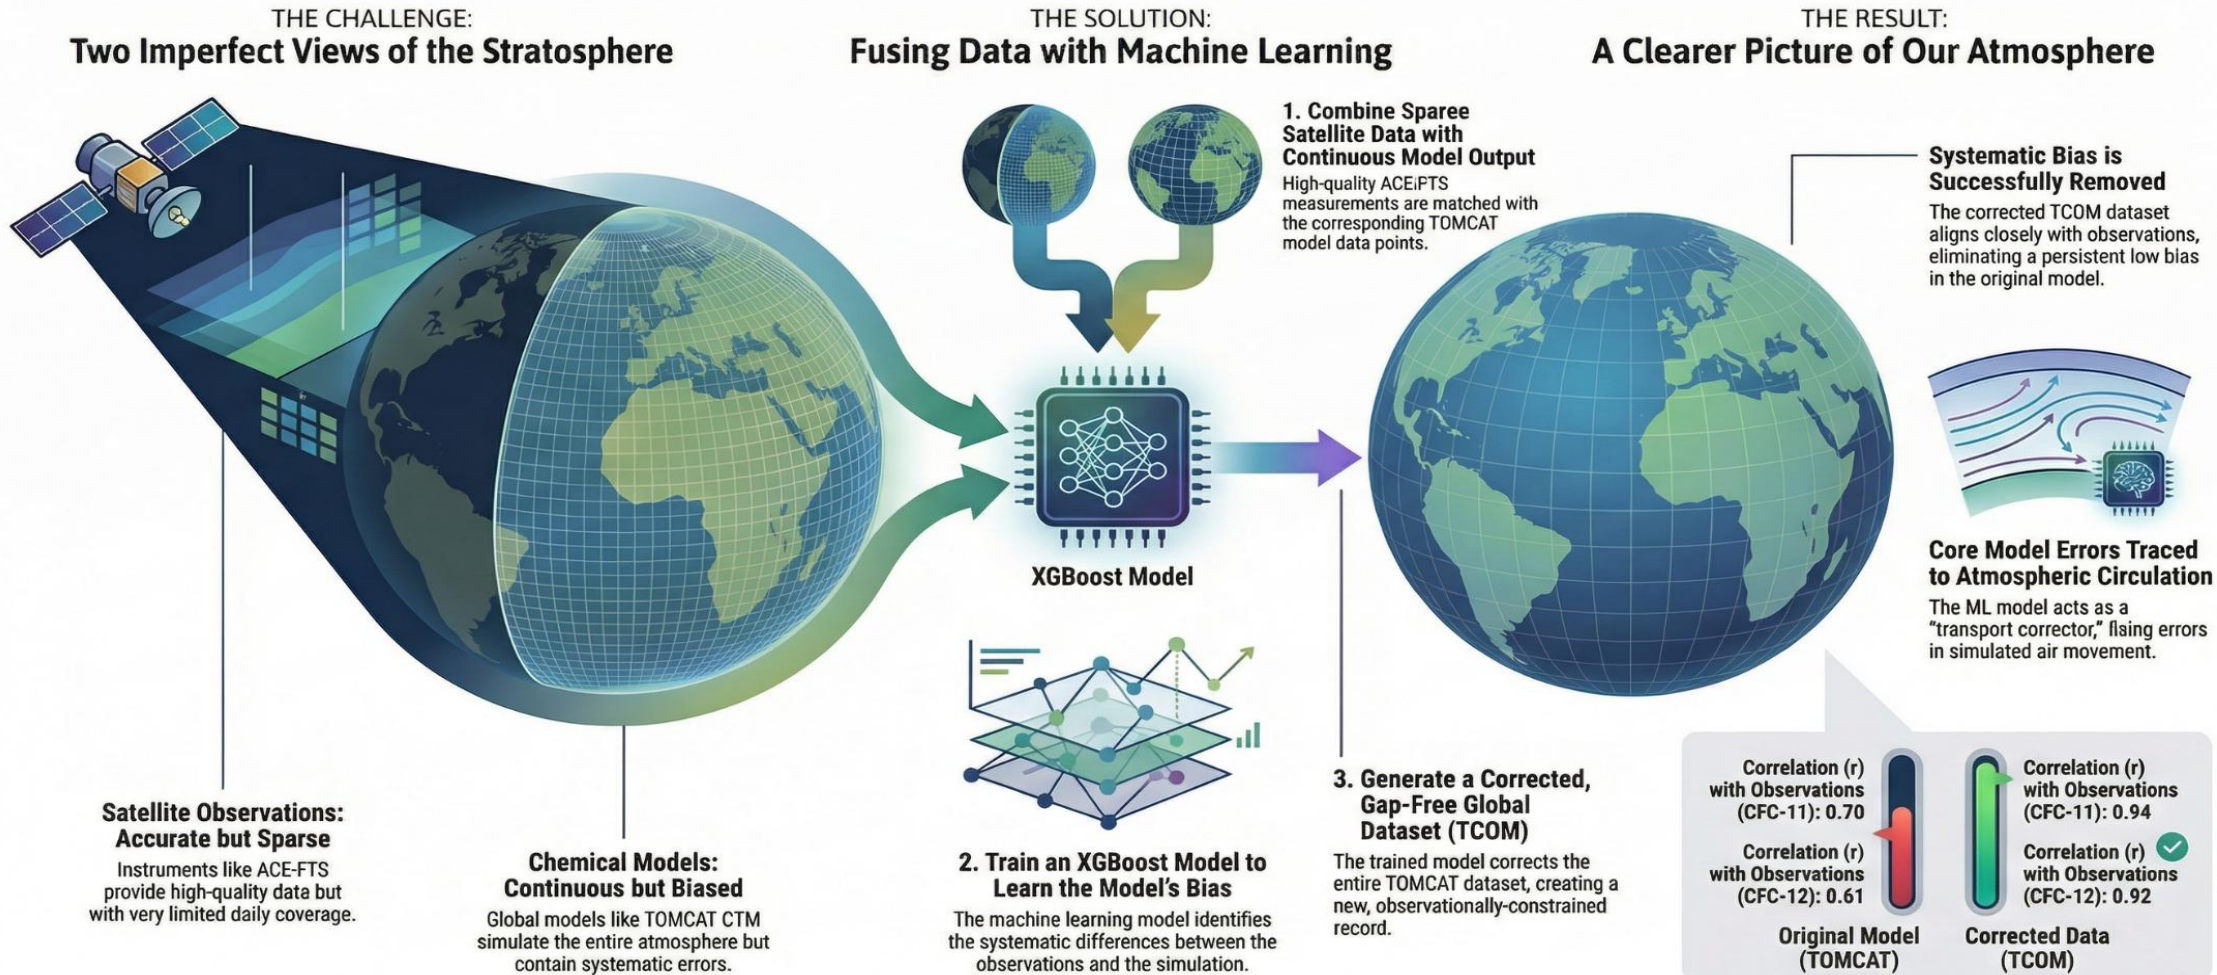 THE CHALLENGE:
Two Imperfect Views of the Stratosphere
Satellite Observations:
Accurate but Sparse
Instruments like ACE-FTS
provide high-quality data but
with very limited daily coverage.
Chemical Models:
Continuous but Biased
Global models like TOMCAT CTM
simulate the entire atmosphere but
contain systematic errors.
THE SOLUTION:
Fusing Data with Machine Learning
1. Combine Sparee
Satellite Data with
Continuous Model Output
High-quality ACEiFTS
measurements are matched with
the corresponding TOMCAT
model data points.
XGBoost Model
2. Train an XGBoost Model to
Learn the Model's Bias
The machine learning model identifies
the systematic differences between the
observations and the simulation.
3. Generate a Corrected,
Gap-Free Global
Dataset (TCOM)
The trained model corrects the
entire TOMCAT dataset, creating a
new, observationally-constrained
record.
THE RESULT:
A Clearer Picture of Our Atmosphere
Systematic Bias is
Successfully Removed
The corrected TCOM dataset
aligns closely with observations,
eliminating a persistent low bias
in the original model.
Core Model Errors Traced
to Atmospheric Circulation
The ML model acts as a
"transport corrector," errors
in simulated air movement.
Correlation (r)
with Observations
(CFC-11): 0.70
Correlation (r)
with Observations
(CFC-12): 0.61
Original Model
(TOMCAT)
Correlation (r)
with Observations
(CFC-11): 0.94
Correlation (r)
with Observations
(CFC-12): 0.92
Corrected Data
(TCOM)